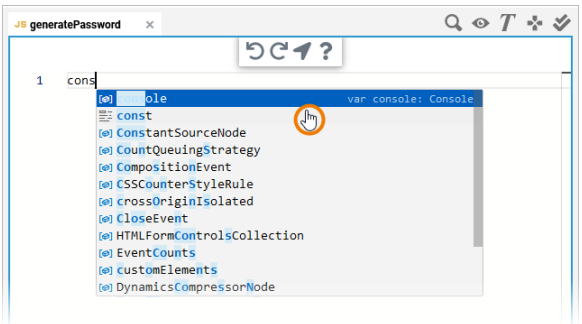 JS generatePassword ×
T
?
1 cons
console var console: Console
const
ConstantSourceNode
CountQueuingStrategy
CompositionEvent
CSSCounterStyleRule
crossOriginIsolated
CloseEvent
HTMLFormControlsCollection
EventCounts
customElements
DynamicsCompressorNode